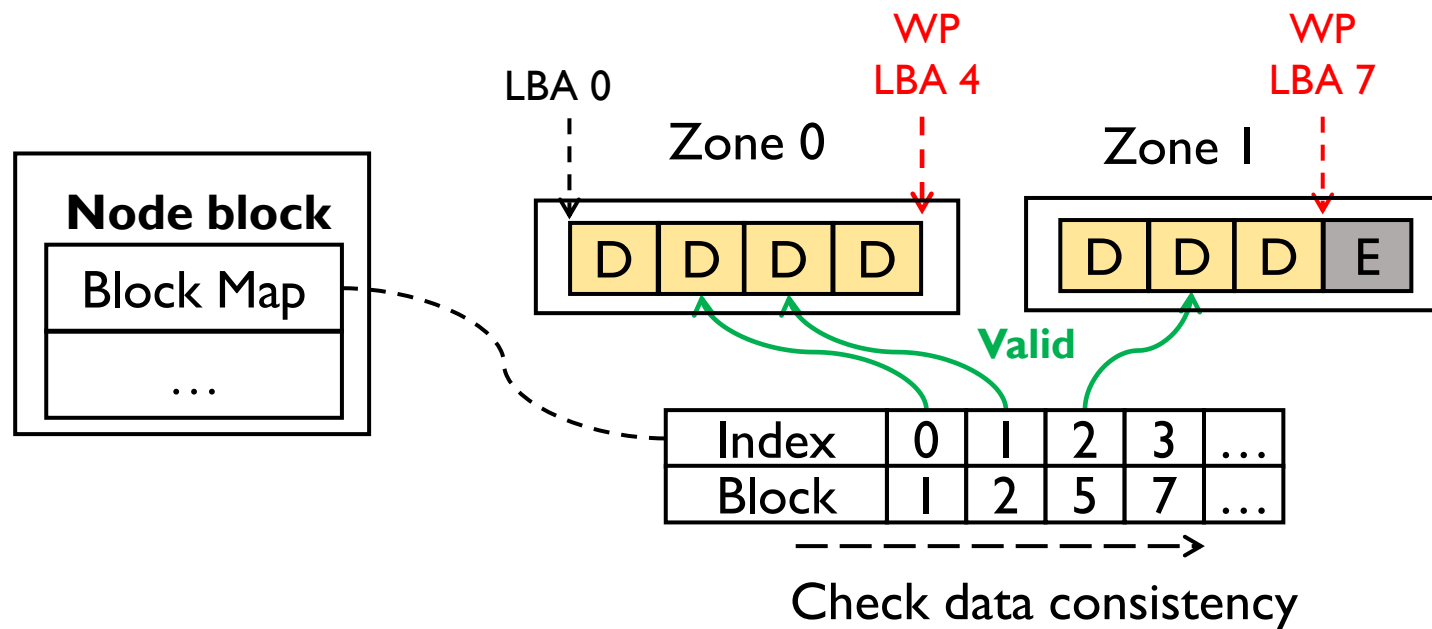 WP
LBA 4
WP
LBA 7
LBA 0
Zone 0
Zone 1
Node block
Block Map
...
D D D D
D D D E
Valid
Index 0 1 2 3 ...
Block 1 2 5 7 ...
Check data consistency